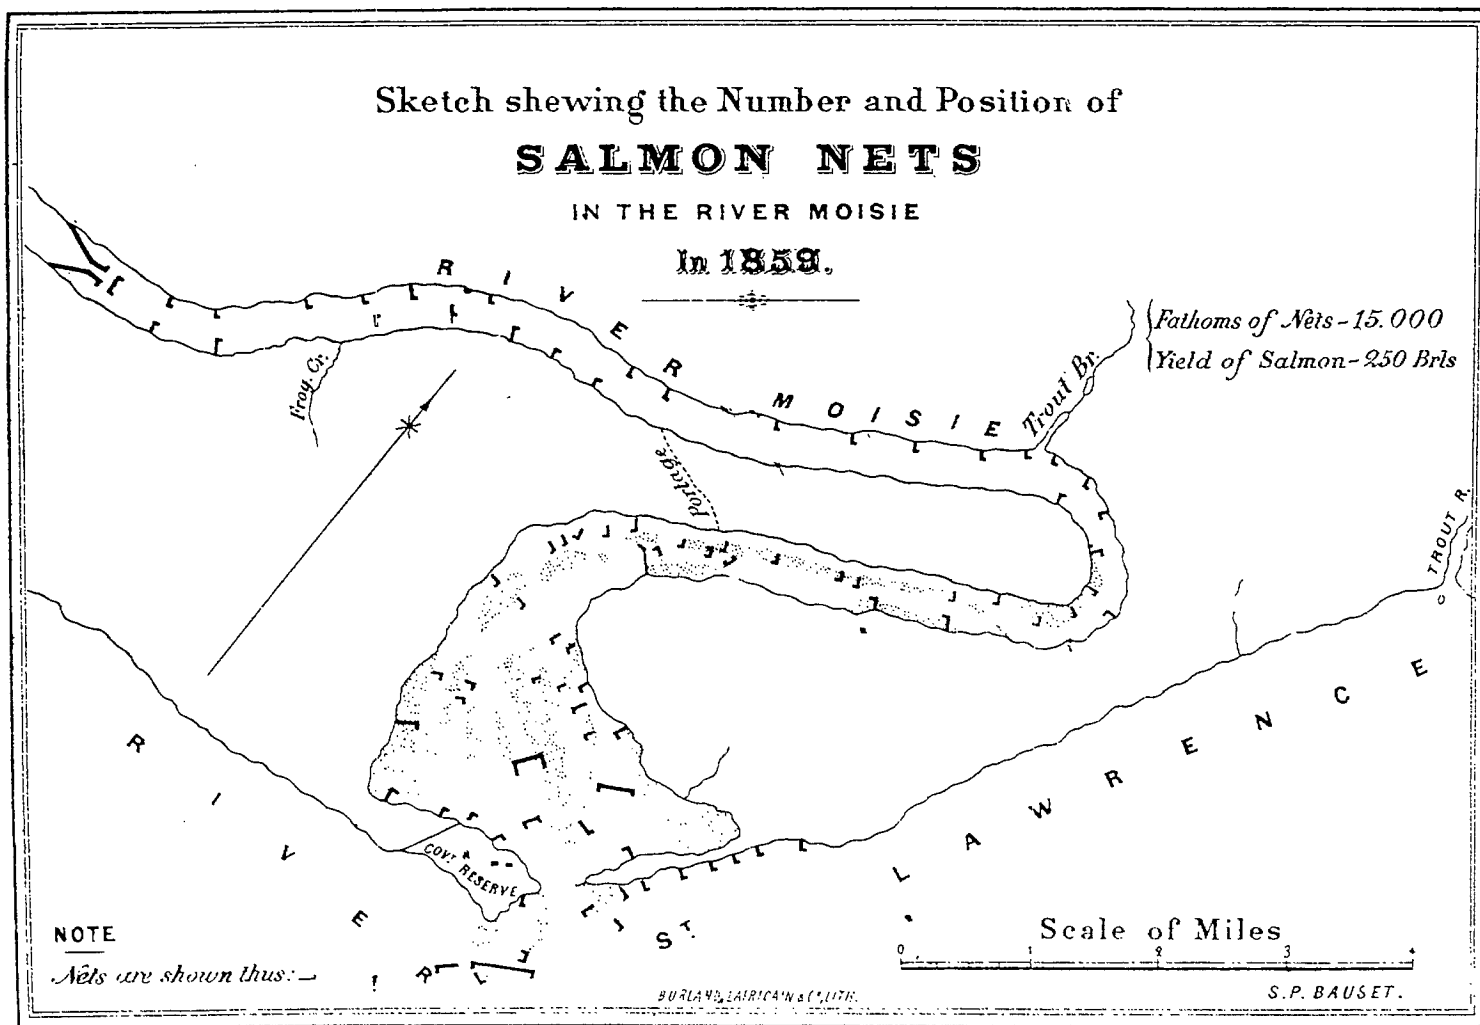 Sketch shewing the Number and Position of
SALMON NETS
IN THE RIVER MOISIE
In 1859.
Fathoms of Nets - 15.000
Yield of Salmon - 250 Brls
RIVER MOISIE
Trout Br.
Frog. Cr.
Portage
TROUT R.
GOVT. RESERVE
RIVER ST. LAWRENCE
NOTE
Nets are shown thus:
Scale of Miles
0 1 2 3 4
S.P. BAUSET.